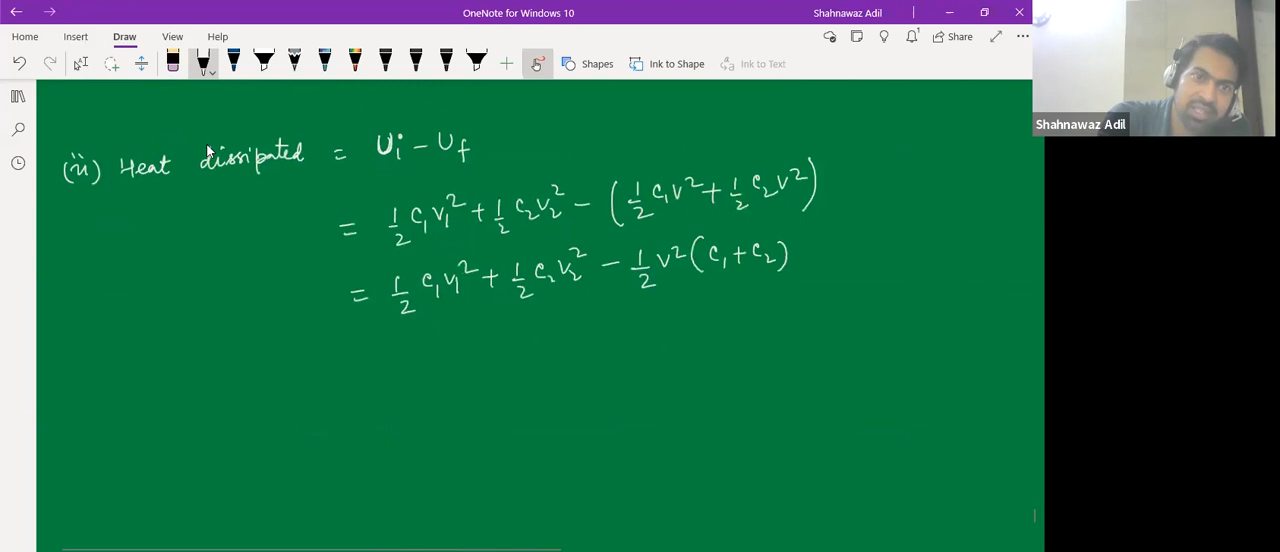 OneNote for Windows 10
Shahnawaz Adil
Home Insert Draw View Help
Share
Shapes Ink to Shape Ink to Text
Shahnawaz Adil
(ii) Heat dissipated = Ui - Uf
= 1/2 C₁V₁² + 1/2 C₂V₂² - (1/2 C₁V² + 1/2 C₂V²)
= 1/2 C₁V₁² + 1/2 C₂V₂² - 1/2 V² (C₁ + C₂)